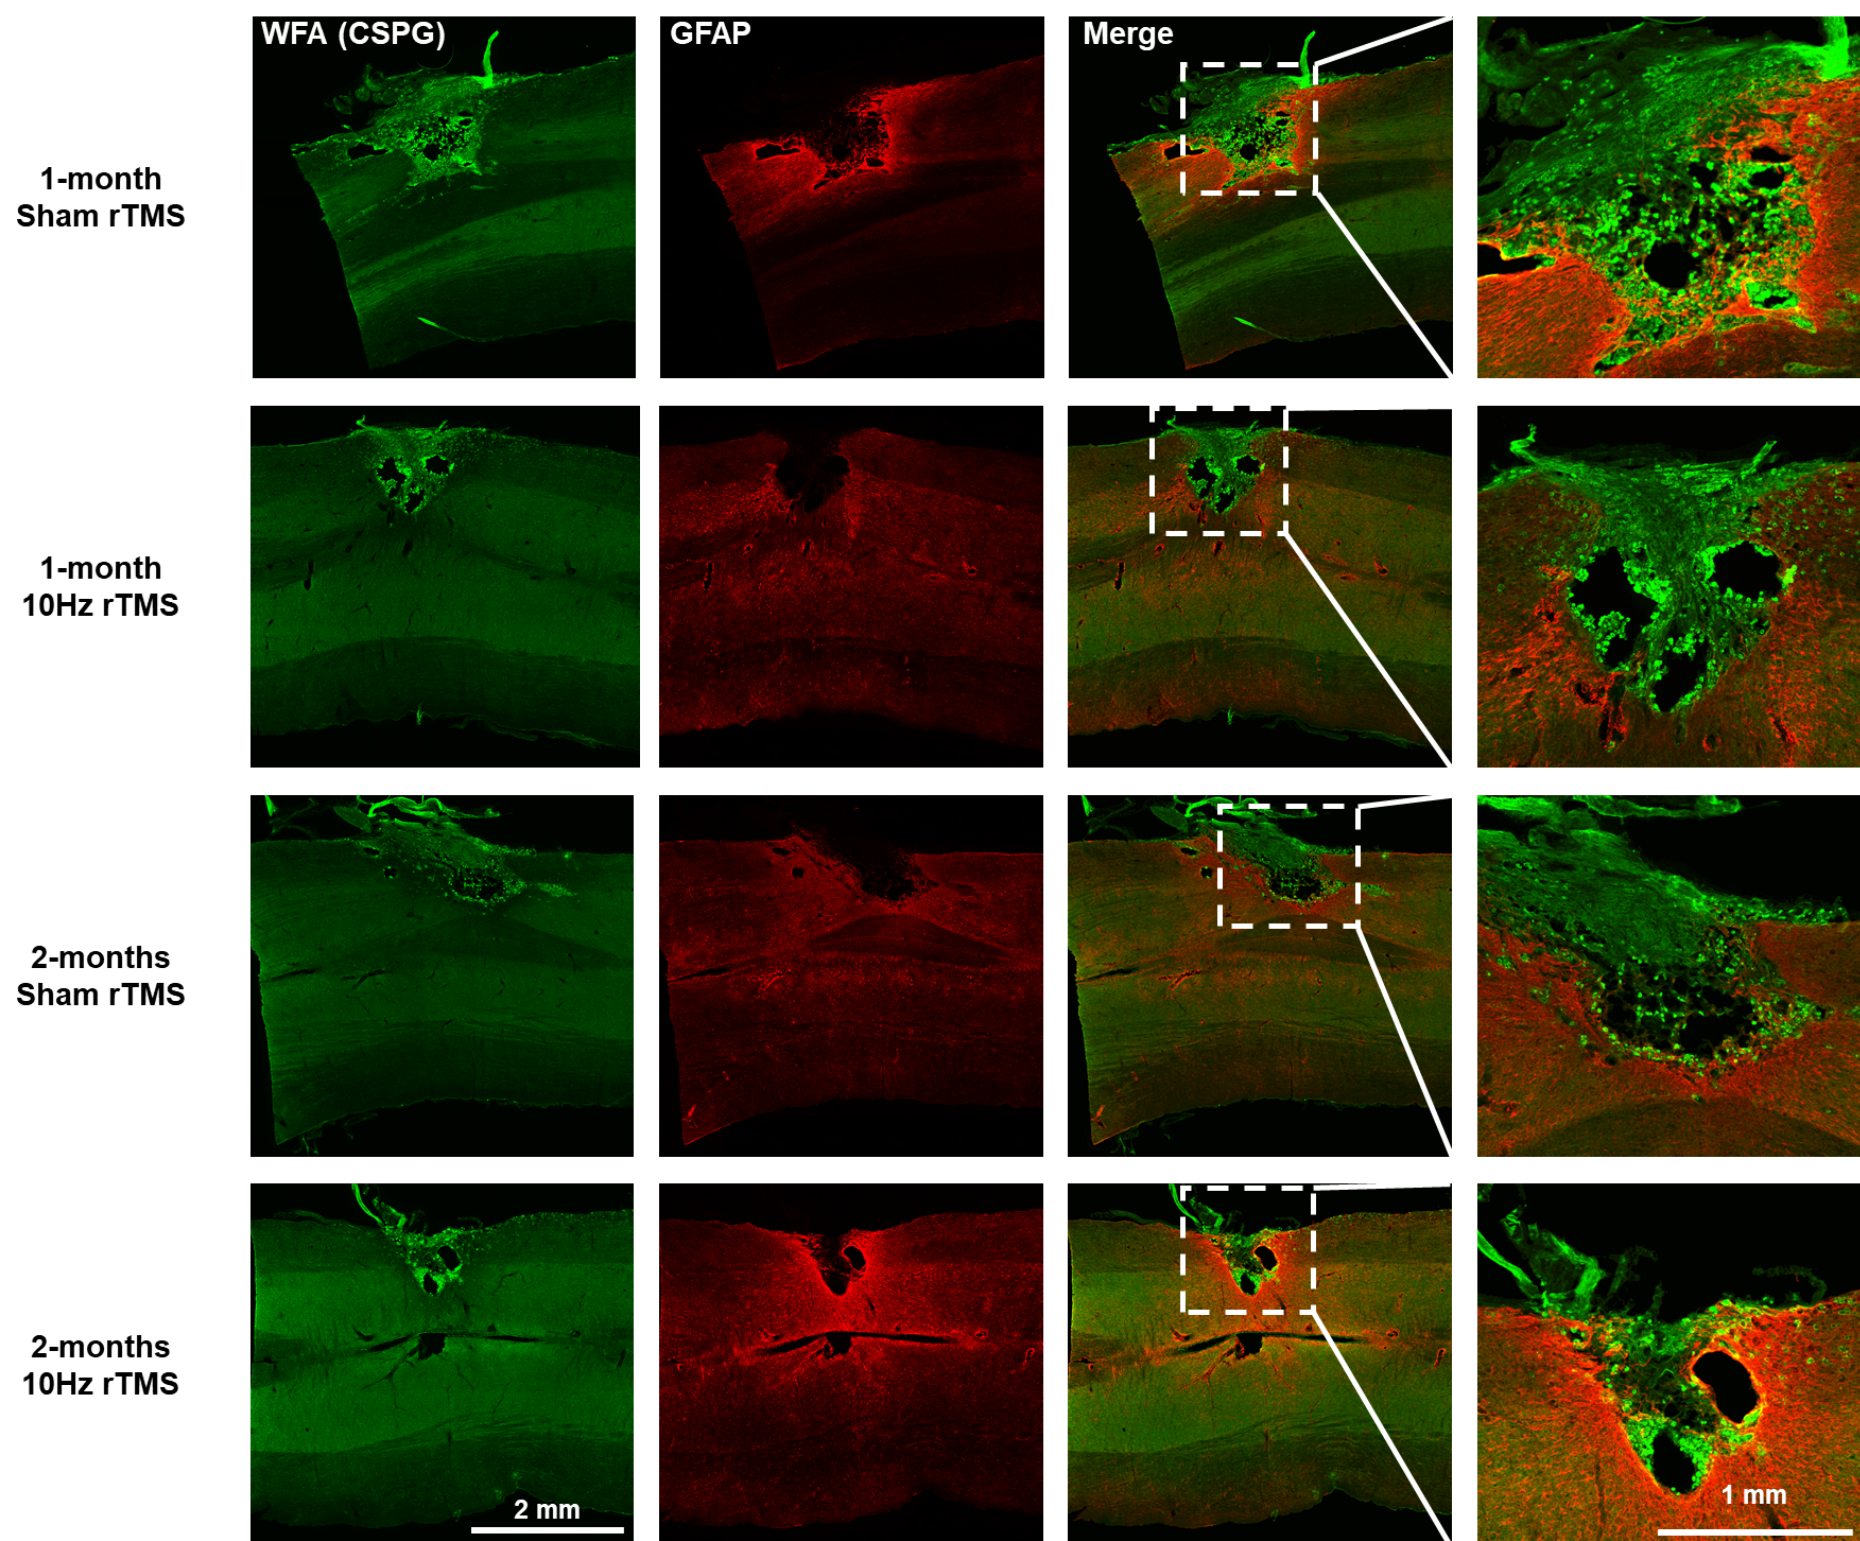 WFA (CSPG)
GFAP
Merge
1-month
Sham rTMS
1-month
10Hz rTMS
2-months
Sham rTMS
2-months
10Hz rTMS
2 mm
1 mm